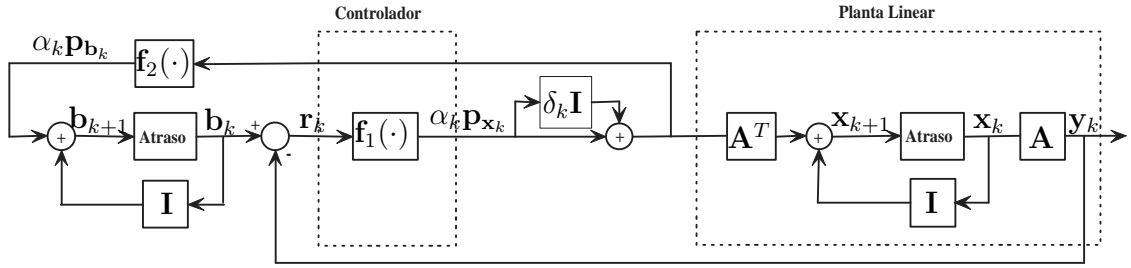 Controlador
Planta Linear
α_k p_{b_k}
f_2(·)
δ_k I
b_{k+1}
Atraso
b_k
+
+
-
r_k
f_1(·)
α_k p_{x_k}
+
A^T
+
x_{k+1}
Atraso
x_k
A
y_k
I
I